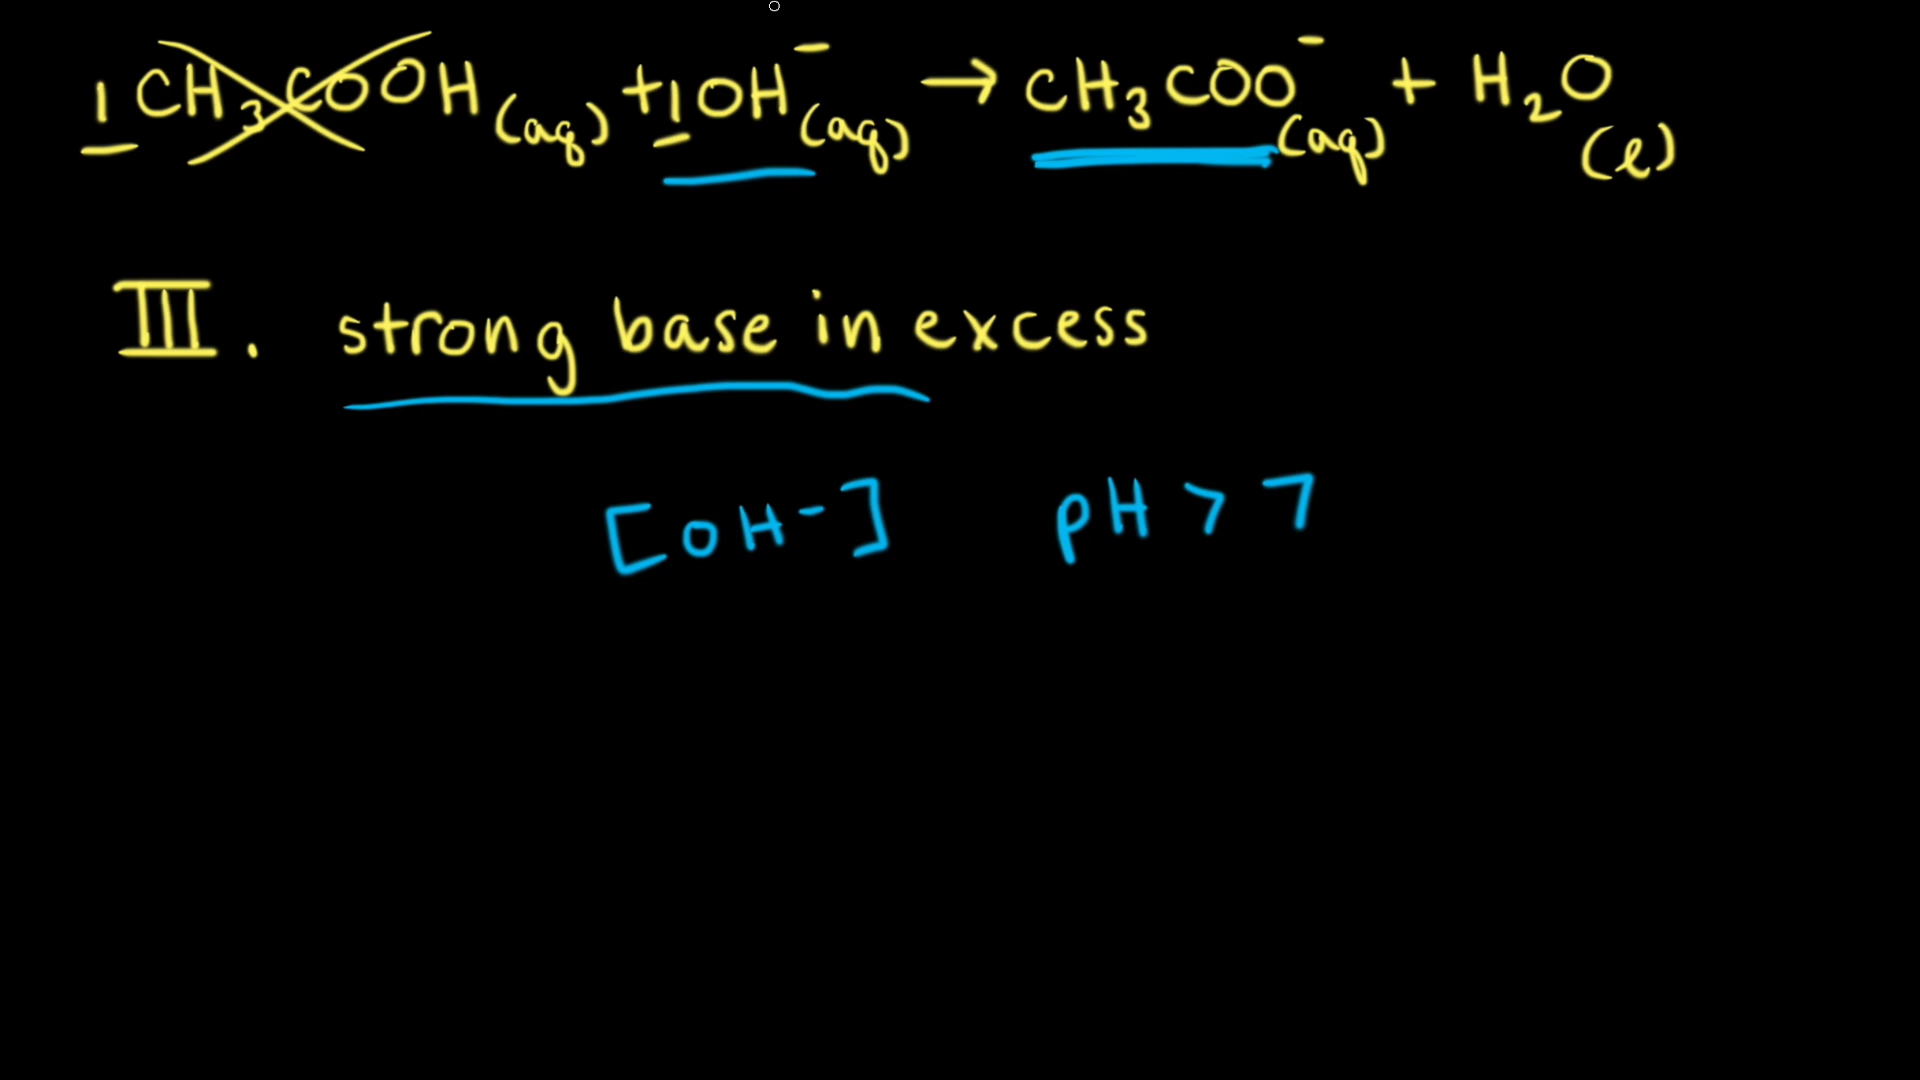 1 CH₃COOH(aq) + 1 OH⁻(aq) → CH₃COO⁻(aq) + H₂O(l)
III. strong base in excess
[OH⁻] pH > 7